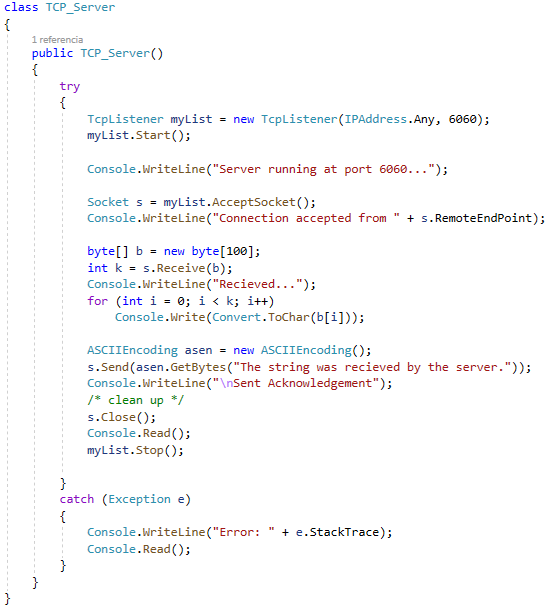 class TCP_Server
{
1 referencia
public TCP_Server()
{
try
{
TcpListener myList = new TcpListener(IPAddress.Any, 6060);
myList.Start();
Console.WriteLine("Server running at port 6060...");
Socket s = myList.AcceptSocket();
Console.WriteLine("Connection accepted from " + s.RemoteEndPoint);
byte[] b = new byte[100];
int k = s.Receive(b);
Console.WriteLine("Recieved...");
for (int i = 0; i < k; i++)
Console.Write(Convert.ToChar(b[i]));
ASCIIEncoding asen = new ASCIIEncoding();
s.Send(asen.GetBytes("The string was recieved by the server."));
Console.WriteLine("\nSent Acknowledgement");
/* clean up */
s.Close();
Console.Read();
myList.Stop();
}
catch (Exception e)
{
Console.WriteLine("Error: " + e.StackTrace);
Console.Read();
}
}
}